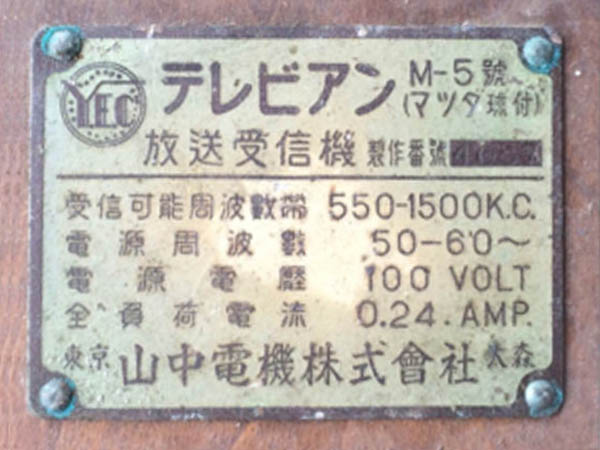 YEC テレビアン M-5號
(マツダ球付)
放送受信機 製作番號
受信可能周波數帶 550-1500K.C.
電源周波數 50-60～
電源電壓 100 VOLT
全負荷電流 0.24. AMP.
東京 山中電機株式會社 大森